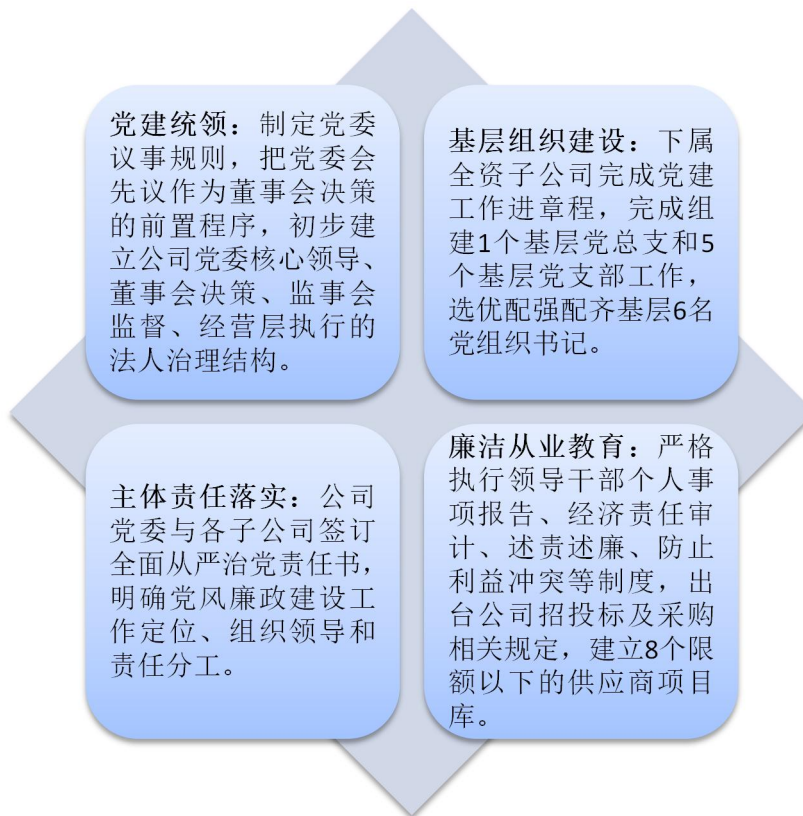 党建统领：制定党委
议事规则，把党委会
先议作为董事会决策
的前置程序，初步建
立公司党委核心领导、
董事会决策、监事会
监督、经营层执行的
法人治理结构。
基层组织建设：下属
全资子公司完成党建
工作进章程，完成组
建1个基层党总支和5
个基层党支部工作，
选优配强配齐基层6名
党组织书记。
主体责任落实：公司
党委与各子公司签订
全面从严治党责任书，
明确党风廉政建设工
作定位、组织领导和
责任分工。
廉洁从业教育：严格
执行领导干部个人事
项报告、经济责任审
计、述责述廉、防止
利益冲突等制度，出
台公司招投标及采购
相关规定，建立8个限
额以下的供应商项目
库。